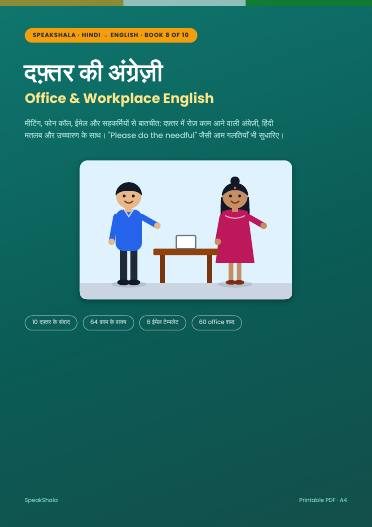 SPEAKSHALA · HINDI → ENGLISH · BOOK 8 OF 10
दफ़्तर की अंग्रेज़ी
Office & Workplace English
मीटिंग, फोन कॉल, ईमेल और सहकर्मियों से बातचीत: दफ़्तर में रोज़ काम आने वाली अंग्रेज़ी, हिंदी
मतलब और उच्चारण के साथ। "Please do the needful" जैसी आम गलतियाँ भी सुधारिए।
10 दफ़्तर के संवाद
64 काम के वाक्य
8 ईमेल टेम्पलेट
60 office शब्द
SpeakShala
Printable PDF · A4